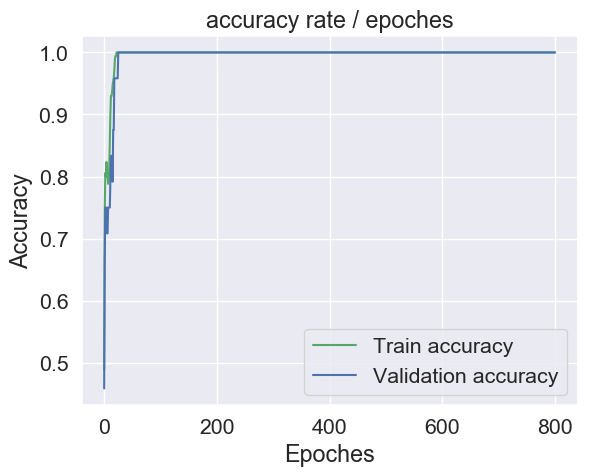 accuracy rate / epoches
1.0
0.9
0.8
0.7
0.6
0.5
Accuracy
Train accuracy
Validation accuracy
0 200 400 600 800
Epoches